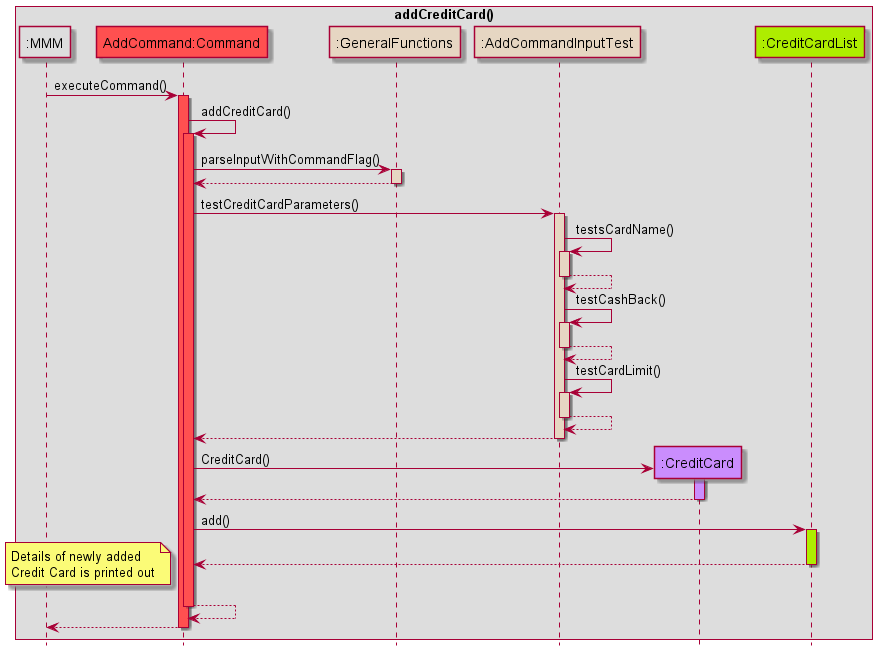 addCreditCard()
:MMM
AddCommand:Command
:GeneralFunctions
:AddCommandInputTest
:CreditCardList
executeCommand()
addCreditCard()
parseInputWithCommandFlag()
testCreditCardParameters()
testsCardName()
testCashBack()
testCardLimit()
CreditCard()
:CreditCard
add()
Details of newly added
Credit Card is printed out